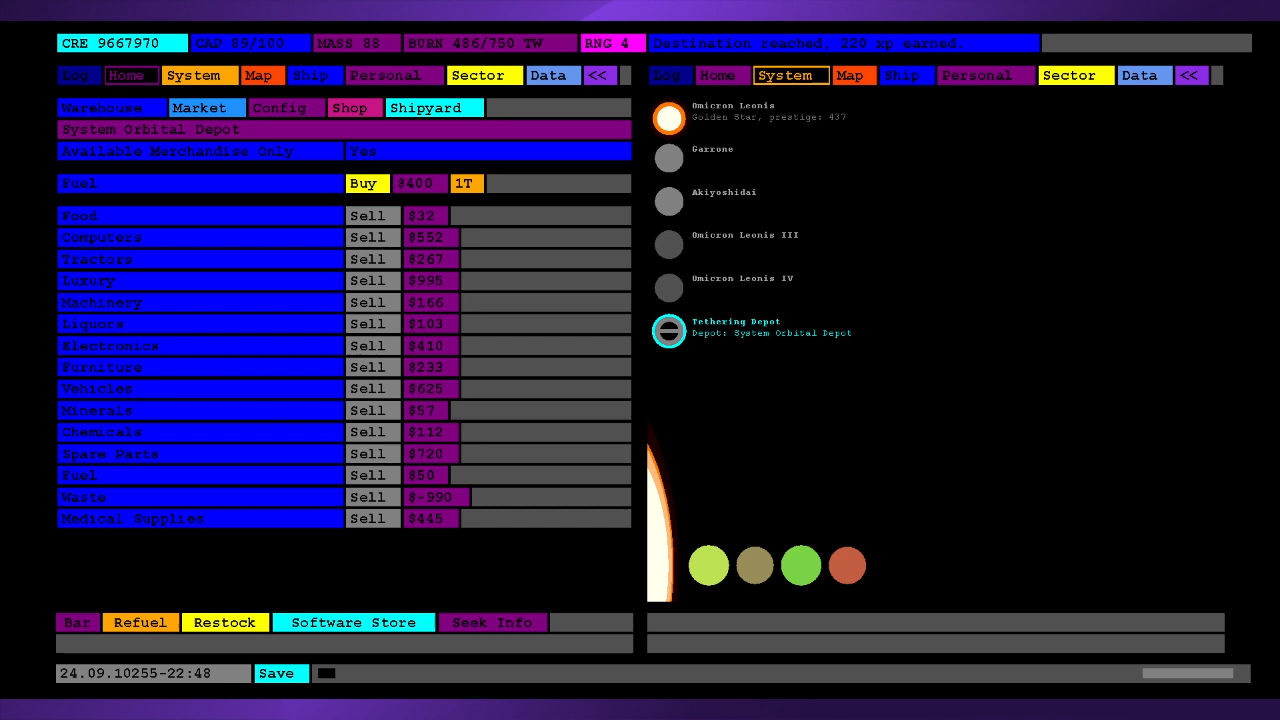 CRE 9667970 CAP 89/100 MASS 88 BURN 486/750 TW RNG 4 Destination reached, 220 xp earned.
Log Home System Map Ship Personal Sector Data << Log Home System Map Ship Personal Sector Data <<
Warehouse Market Config Shop Shipyard
System Orbital Depot
Available Merchandise Only Yes
Fuel Buy $400 1T
Food Sell $32
Computers Sell $552
Tractors Sell $267
Luxury Sell $995
Machinery Sell $166
Liquors Sell $103
Electronics Sell $410
Furniture Sell $233
Vehicles Sell $625
Minerals Sell $57
Chemicals Sell $112
Spare Parts Sell $720
Fuel Sell $50
Waste Sell $-990
Medical Supplies Sell $445
Omicron Leonis
Golden Star, prestige: 437
Garrone
Akiyoshidai
Omicron Leonis III
Omicron Leonis IV
Tethering Depot
Depot: System Orbital Depot
Bar Refuel Restock Software Store Seek Info
24.09.10255-22:48 Save